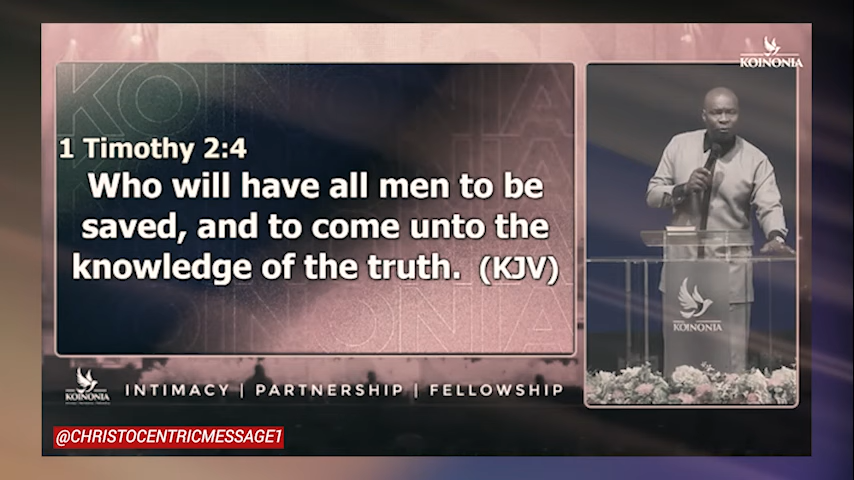 KOINONIA
1 Timothy 2:4
Who will have all men to be
saved, and to come unto the
knowledge of the truth. (KJV)
KOINONIA
KOINONIA
INTIMACY | PARTNERSHIP | FELLOWSHIP
@CHRISTOCENTRICMESSAGE1